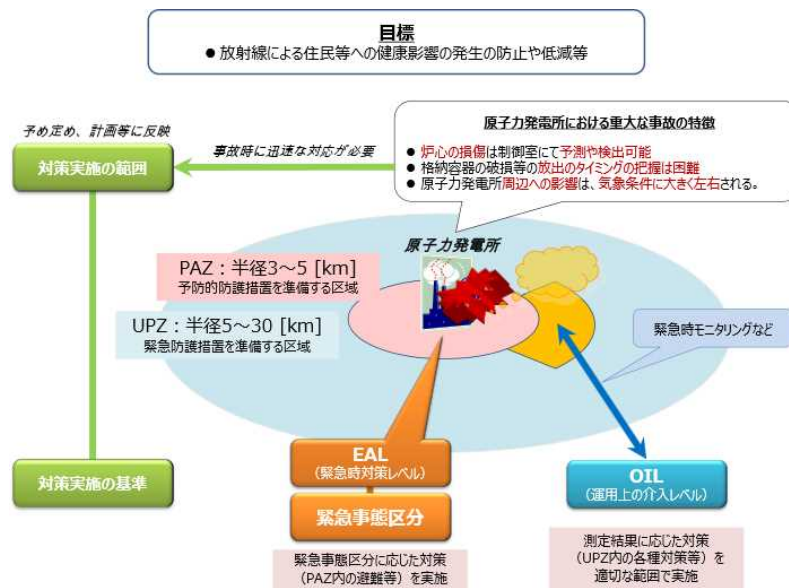 目標
● 放射線による住民等への健康影響の発生の防止や低減等
予め定め、計画等に反映
対策実施の範囲
事故時に迅速な対応が必要
原子力発電所における重大な事故の特徴
● 炉心の損傷は制御室にて予測や検出可能
● 格納容器の破損等の放出のタイミングの把握は困難
● 原子力発電所周辺への影響は、気象条件に大きく左右される。
原子力発電所
PAZ：半径3～5 [km]
予防的防護措置を準備する区域
UPZ：半径5～30 [km]
緊急防護措置を準備する区域
緊急時モニタリングなど
対策実施の基準
EAL
（緊急時対策レベル）
緊急事態区分
緊急事態区分に応じた対策
（PAZ内の避難等）を実施
OIL
（運用上の介入レベル）
測定結果に応じた対策
（UPZ内の各種対策等）を
適切な範囲で実施